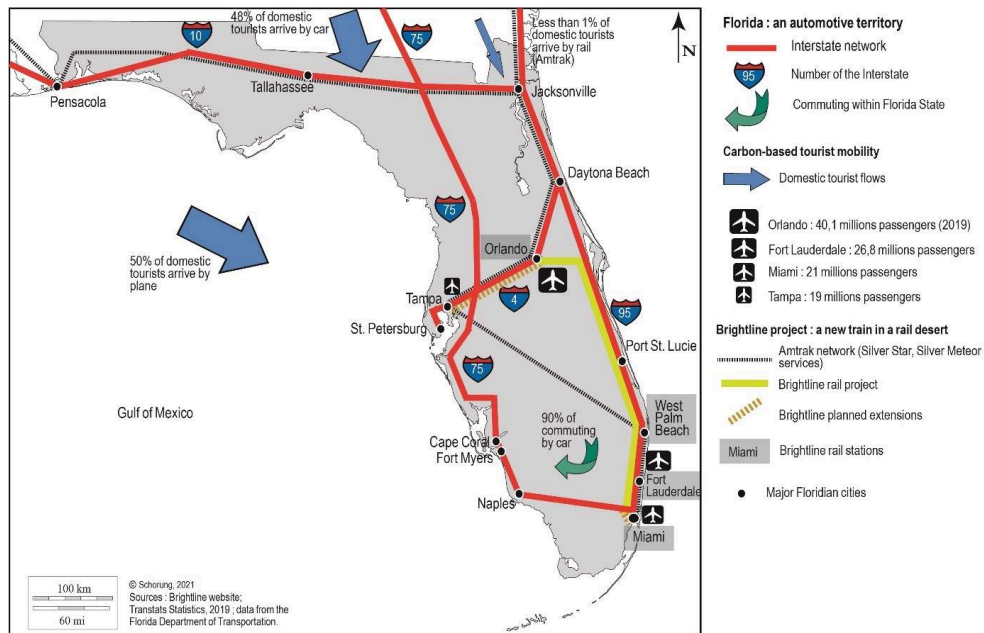 48% of domestic
tourists arrive by car
10
75
Less than 1% of
domestic tourists
arrive by rail
(Amtrak)
N
Pensacola
Tallahassee
Jacksonville
Daytona Beach
75
50% of domestic
tourists arrive by
plane
Orlando
Tampa
4
St. Petersburg
95
Port St. Lucie
75
Gulf of Mexico
90% of
commuting
by car
West
Palm
Beach
Cape Coral
Fort Myers
Fort
Lauderdale
Naples
Miami
100 km
60 mi
© Schorung, 2021
Sources : Brightline website;
Transtats Statistics, 2019 ; data from the
Florida Department of Transportation.
Florida : an automotive territory
Interstate network
95
Number of the Interstate
Commuting within Florida State
Carbon-based tourist mobility
Domestic tourist flows
Orlando : 40,1 millions passengers (2019)
Fort Lauderdale : 26,8 millions passengers
Miami : 21 millions passengers
Tampa : 19 millions passengers
Brightline project : a new train in a rail desert
Amtrak network (Silver Star, Silver Meteor
services)
Brightline rail project
Brightline planned extensions
Miami
Brightline rail stations
Major Floridian cities